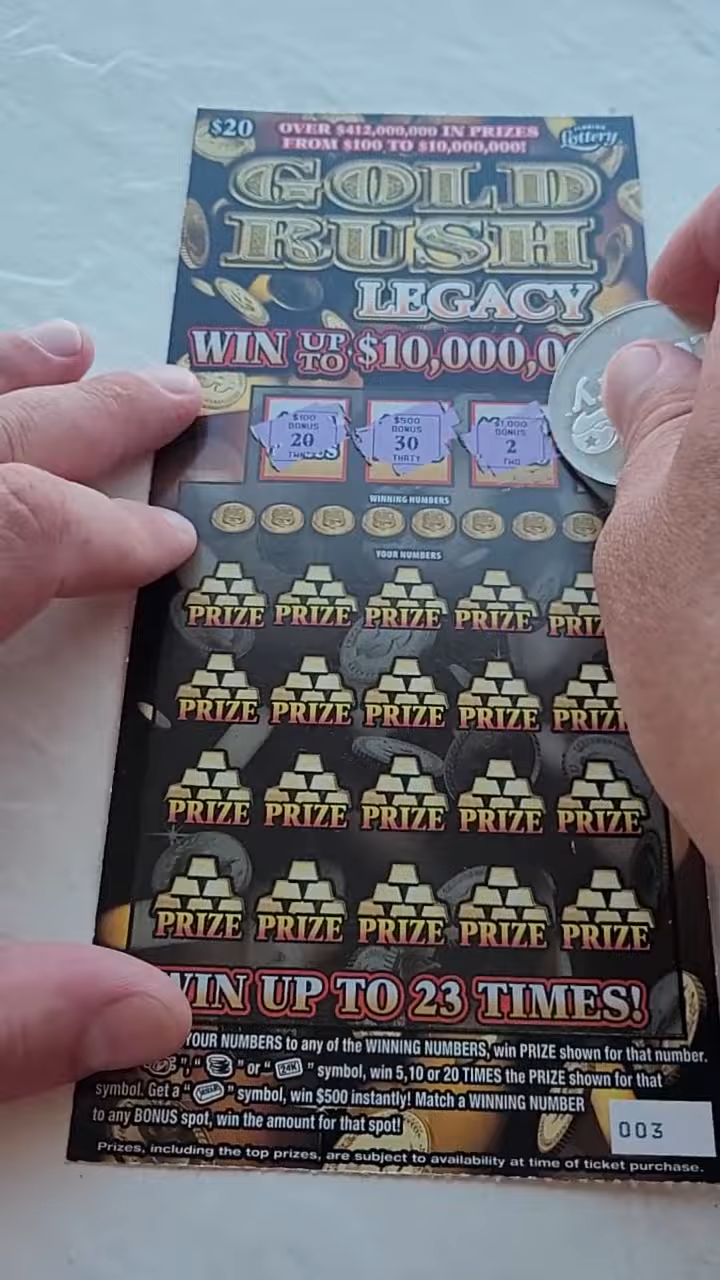 $20
OVER $412,000,000 IN PRIZES
FROM $100 TO $10,000,000!
FLORIDA
Lottery
GOLD
RUSH
LEGACY
WIN UP TO $10,000,0
$100 $500 $1,000
BONUS BONUS BONUS
20 30 2
THIRTY TWO
WINNING NUMBERS
YOUR NUMBERS
PRIZE PRIZE PRIZE PRIZE PRIZ
PRIZE PRIZE PRIZE PRIZE PRIZE
PRIZE PRIZE PRIZE PRIZE PRIZE
PRIZE PRIZE PRIZE PRIZE PRIZE
WIN UP TO 23 TIMES!
YOUR NUMBERS to any of the WINNING NUMBERS, win PRIZE shown for that number.
", " " or " 24K " symbol, win 5, 10 or 20 TIMES the PRIZE shown for that
symbol. Get a " " symbol, win $500 instantly! Match a WINNING NUMBER
to any BONUS spot, win the amount for that spot!
003
Prizes, including the top prizes, are subject to availability at time of ticket purchase.